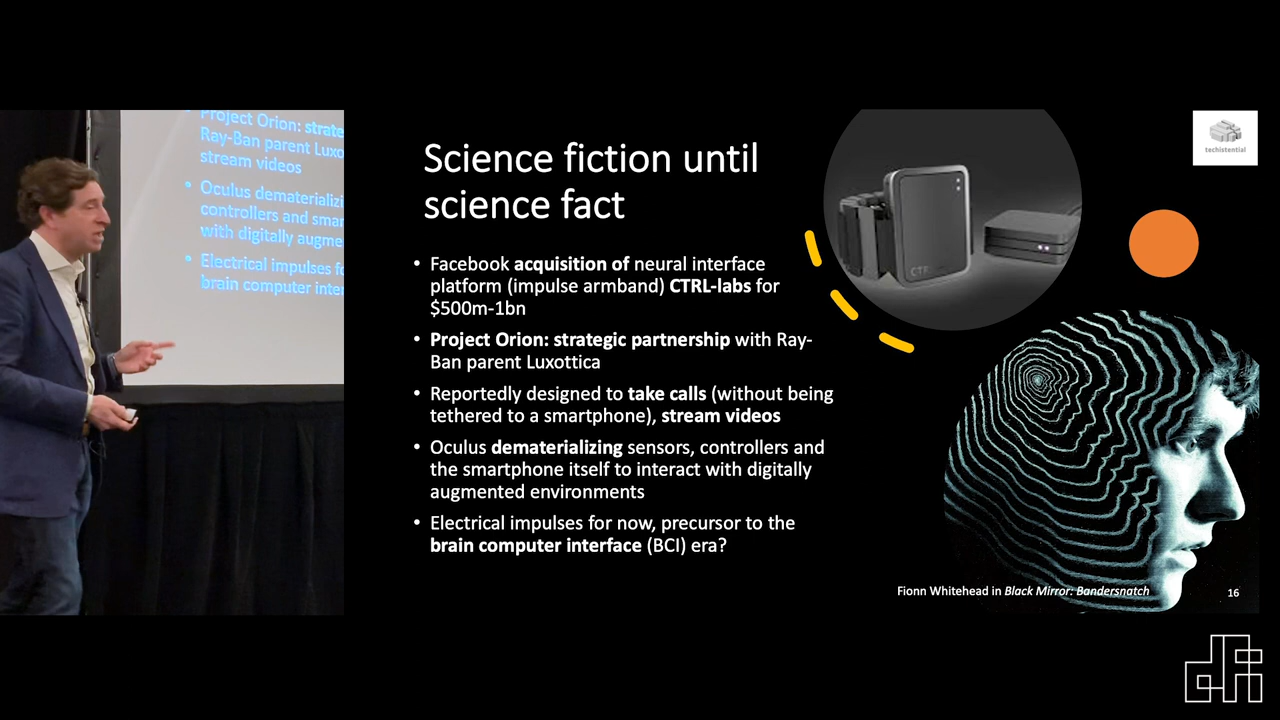 Project Orion: strate
Ray-Ban parent Luxo
stream videos
• Oculus dematerializi
controllers and smar
with digitally augme
• Electrical impulses fo
brain computer inter
Science fiction until
science fact
• Facebook acquisition of neural interface
platform (impulse armband) CTRL-labs for
$500m-1bn
• Project Orion: strategic partnership with Ray-
Ban parent Luxottica
• Reportedly designed to take calls (without being
tethered to a smartphone), stream videos
• Oculus dematerializing sensors, controllers and
the smartphone itself to interact with digitally
augmented environments
• Electrical impulses for now, precursor to the
brain computer interface (BCI) era?
CTRL
techistential
Fionn Whitehead in Black Mirror: Bandersnatch
16
dfi